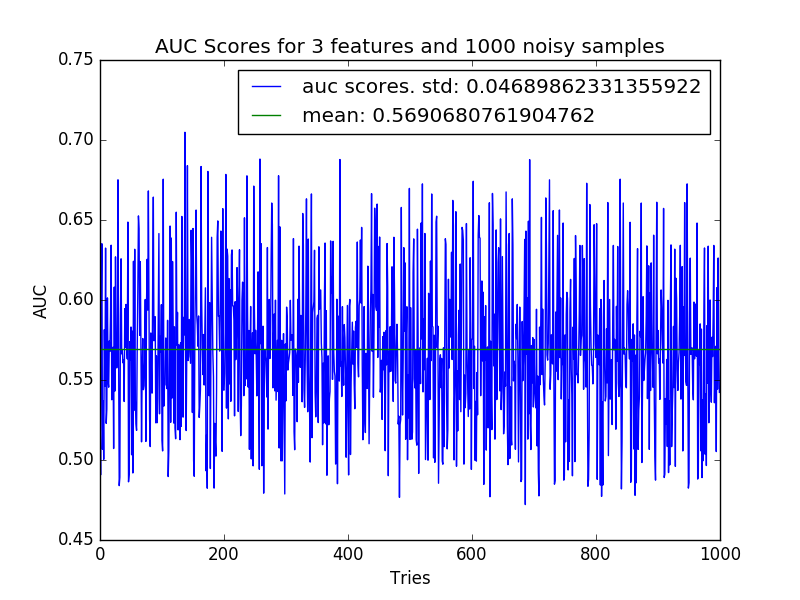 AUC Scores for 3 features and 1000 noisy samples
0.75
auc scores. std: 0.04689862331355922
mean: 0.5690680761904762
0.70
0.65
0.60
AUC
0.55
0.50
0.45
0 200 400 600 800 1000
Tries